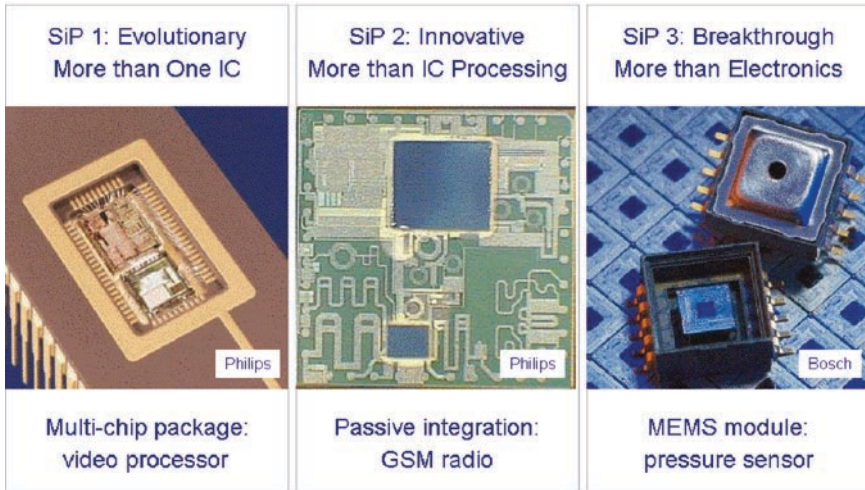 SiP 1: Evolutionary
More than One IC
Philips
Multi-chip package:
video processor
SiP 2: Innovative
More than IC Processing
Philips
Passive integration:
GSM radio
SiP 3: Breakthrough
More than Electronics
Bosch
MEMS module:
pressure sensor